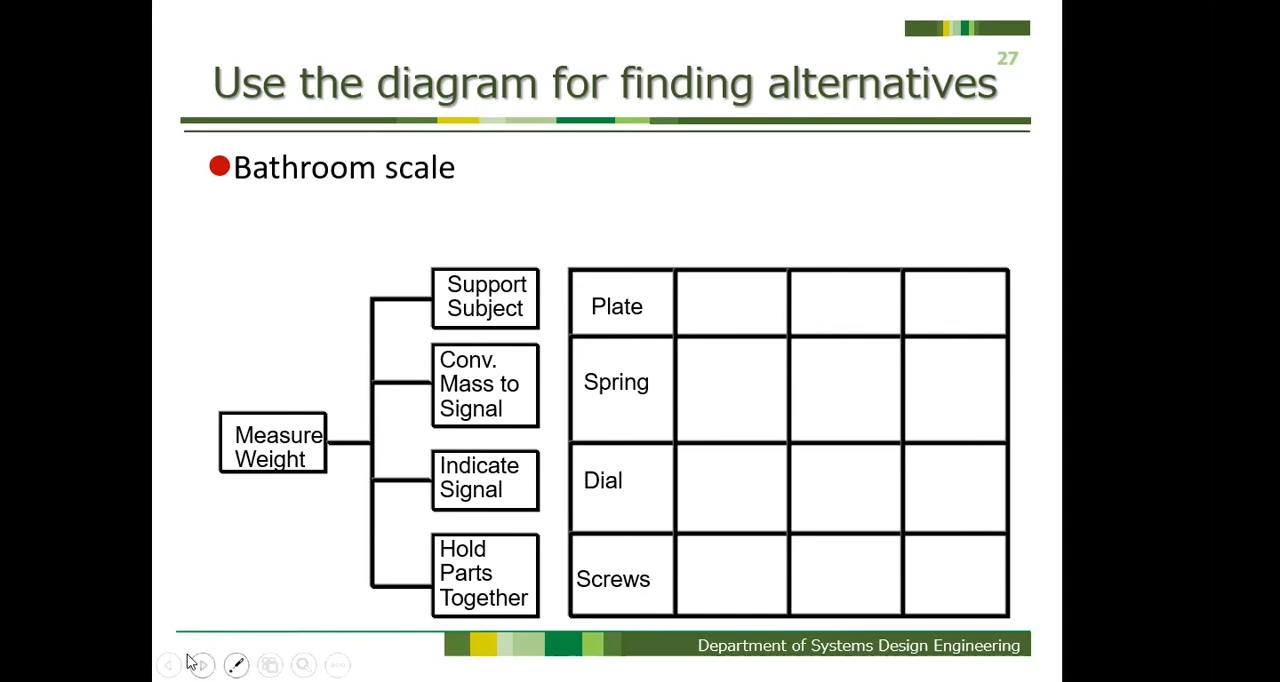 27
Use the diagram for finding alternatives
Bathroom scale
Support
Subject
Plate
Conv.
Mass to
Signal
Spring
Measure
Weight
Indicate
Signal
Dial
Hold
Parts
Together
Screws
Department of Systems Design Engineering